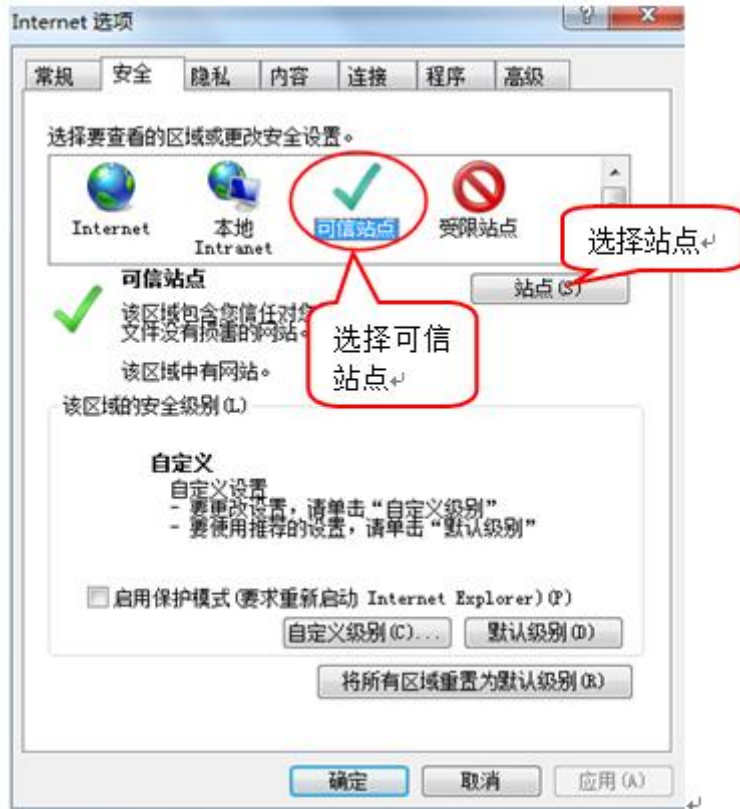 Internet 选项
常规 安全 隐私 内容 连接 程序 高级
选择要查看的区域或更改安全设置。
Internet
本地
Intranet
可信站点
受限站点
选择站点
可信站点
站点(S)
该区域包含您信任对您
文件没有损害的网站。
选择可信
站点
该区域中有网站。
该区域的安全级别(L)
自定义
自定义设置
- 要更改设置，请单击“自定义级别”
- 要使用推荐的设置，请单击“默认级别”
启用保护模式(要求重新启动 Internet Explorer)(P)
自定义级别(C)... 默认级别(D)
将所有区域重置为默认级别(R)
确定 取消 应用(A)